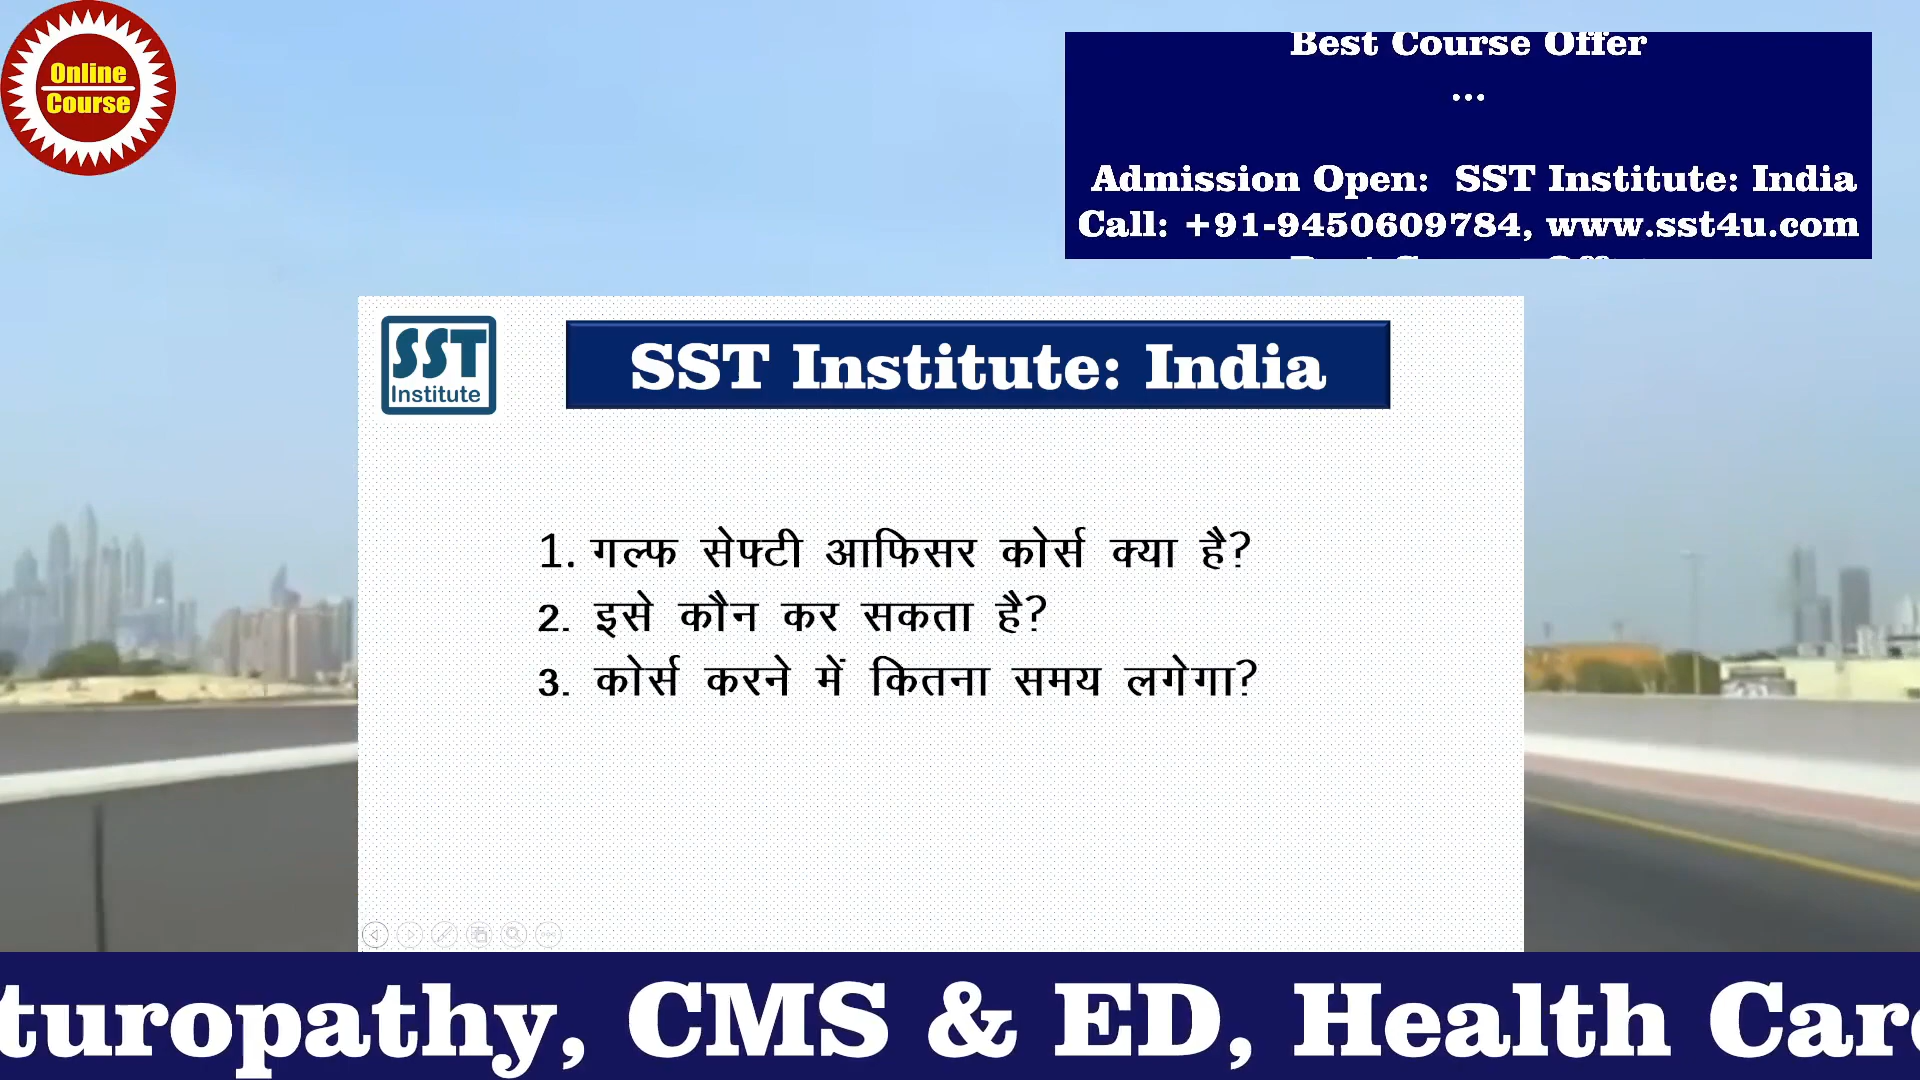 Online
Course
Best Course Offer
...
Admission Open: SST Institute: India
Call: +91-9450609784, www.sst4u.com
SST
Institute
SST Institute: India
1. गल्फ सेफ्टी आफिसर कोर्स क्या है?
2. इसे कौन कर सकता है?
3. कोर्स करने में कितना समय लगेगा?
turopathy, CMS & ED, Health Care